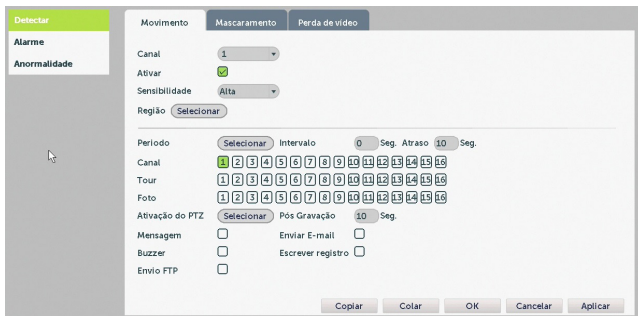 Detectar
Alarme
Anormalidade
Movimento Mascaramento Perda de vídeo
Canal 1
Ativar
Sensibilidade Alta
Região Selecionar
Periodo Selecionar Intervalo 0 Seg. Atraso 10 Seg.
Canal 1 2 3 4 5 6 7 8 9 10 11 12 13 14 15 16
Tour 1 2 3 4 5 6 7 8 9 10 11 12 13 14 15 16
Foto 1 2 3 4 5 6 7 8 9 10 11 12 13 14 15 16
Ativação do PTZ Selecionar Pós Gravação 10 Seg.
Mensagem Enviar E-mail
Buzzer Escrever registro
Envio FTP
Copiar Colar OK Cancelar Aplicar